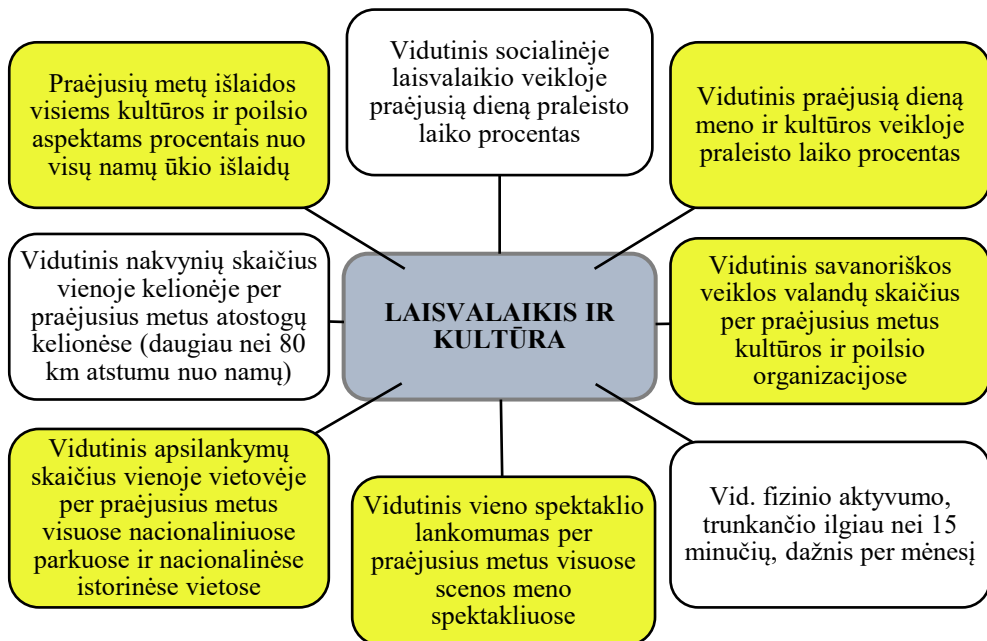 Praėjusių metų išlaidos
visiems kultūros ir poilsio
aspektams procentais nuo
visų namų ūkio išlaidų
Vidutinis socialinėje
laisvalaikio veikloje
praėjusią dieną praleisto
laiko procentas
Vidutinis praėjusią dieną
meno ir kultūros veikloje
praleisto laiko procentas
Vidutinis nakvynių skaičius
vienoje kelionėje per
praėjusius metus atostogų
kelionėse (daugiau nei 80
km atstumu nuo namų)
LAISVALAIKIS IR
KULTŪRA
Vidutinis savanoriškos
veiklos valandų skaičius
per praėjusius metus
kultūros ir poilsio
organizacijose
Vidutinis apsilankymų
skaičius vienoje vietovėje
per praėjusius metus
visuose nacionaliniuose
parkuose ir nacionalinėse
istorinėse vietose
Vidutinis vieno spektaklio
lankomumas per
praėjusius metus visuose
scenos meno
spektakliuose
Vid. fizinio aktyvumo,
trunkančio ilgiau nei 15
minučių, dažnis per mėnesį